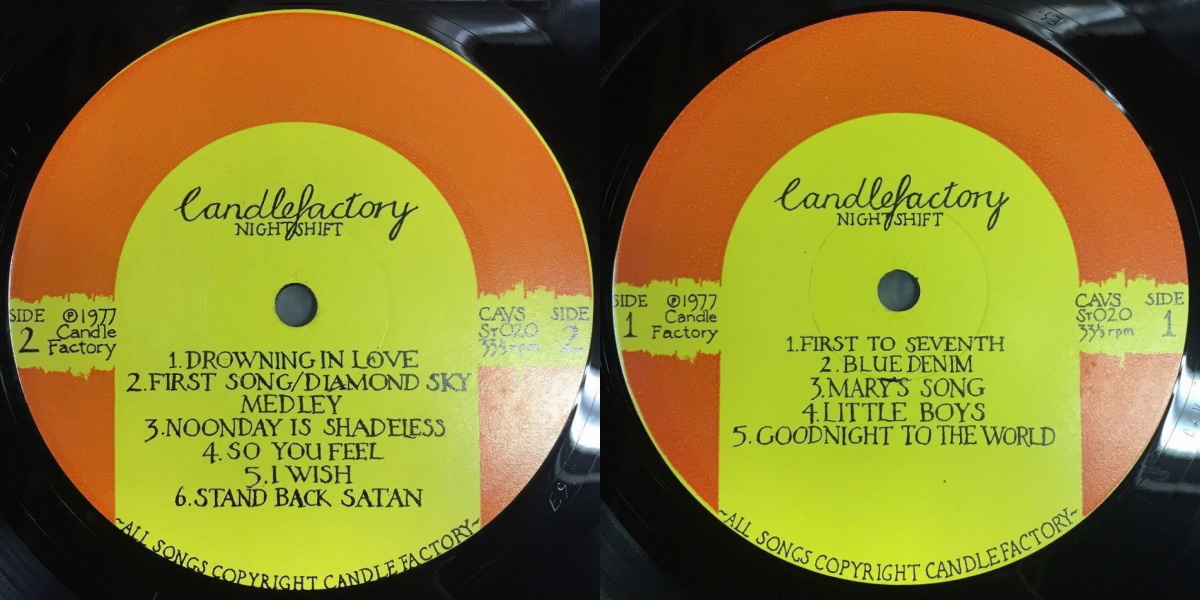 Candlefactory
NIGHTSHIFT
SIDE
2
℗1977
Candle
Factory
CAVS
ST020
33⅓rpm
SIDE
2
1.DROWNING IN LOVE
2.FIRST SONG/DIAMOND SKY
MEDLEY
3.NOONDAY IS SHADELESS
4.SO YOU FEEL
5.I WISH
6.STAND BACK SATAN
~ALL SONGS COPYRIGHT CANDLE FACTORY~
Candlefactory
NIGHTSHIFT
SIDE
1
℗1977
Candle
Factory
CAVS
ST020
33⅓rpm
SIDE
1
1.FIRST TO SEVENTH
2.BLUE DENIM
3.MARY'S SONG
4.LITTLE BOYS
5.GOODNIGHT TO THE WORLD
~ALL SONGS COPYRIGHT CANDLE FACTORY~